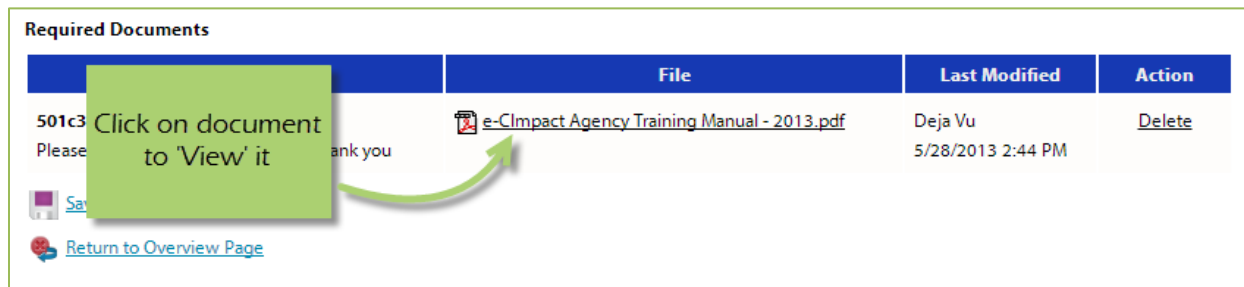 Required Documents
File Last Modified Action
501c3
e-CImpact Agency Training Manual - 2013.pdf Deja Vu Delete
Click on document
to 'View' it
Please ank you 5/28/2013 2:44 PM
Sa
Return to Overview Page